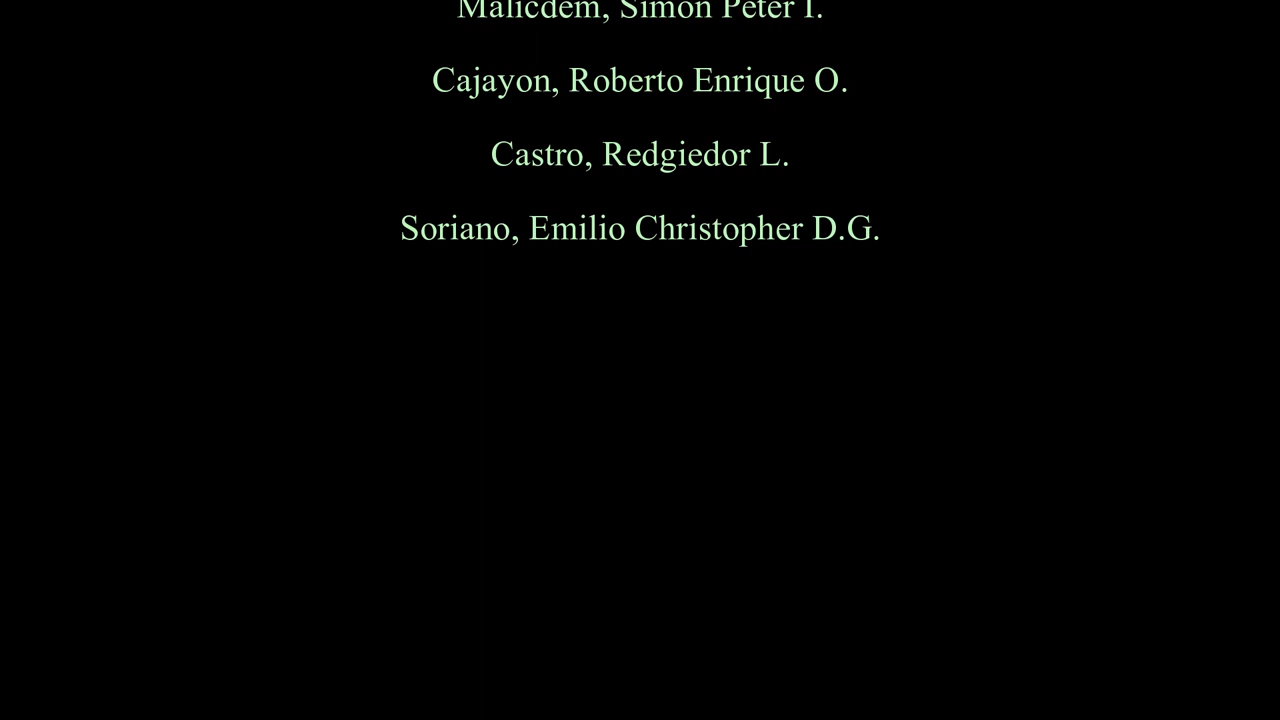 Malicdem, Simon Peter I.
Cajayon, Roberto Enrique O.
Castro, Redgiedor L.
Soriano, Emilio Christopher D.G.